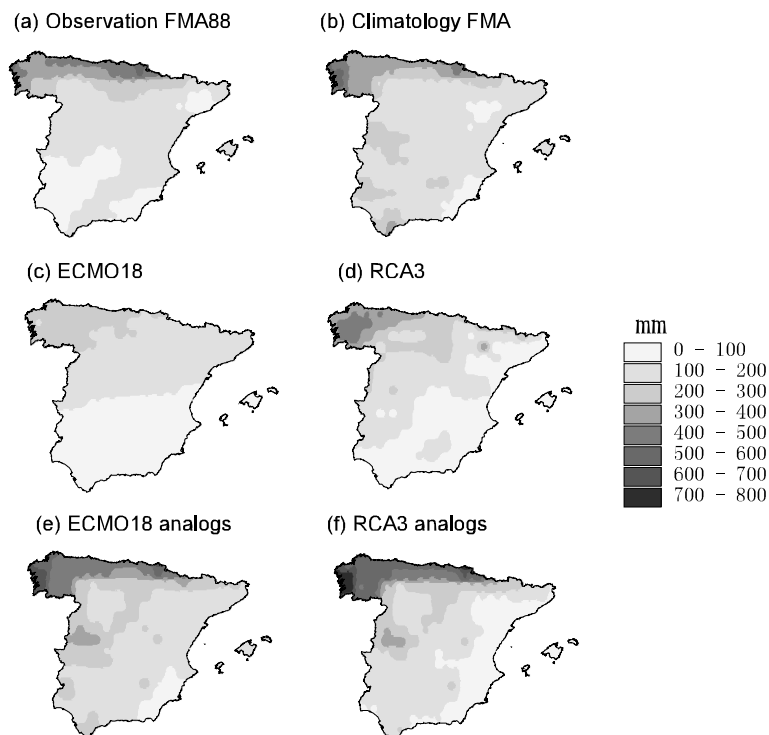 (a) Observation FMA88
(b) Climatology FMA
(c) ECMO18
(d) RCA3
mm
0 - 100
100 - 200
200 - 300
300 - 400
400 - 500
500 - 600
600 - 700
700 - 800
(e) ECMO18 analogs
(f) RCA3 analogs